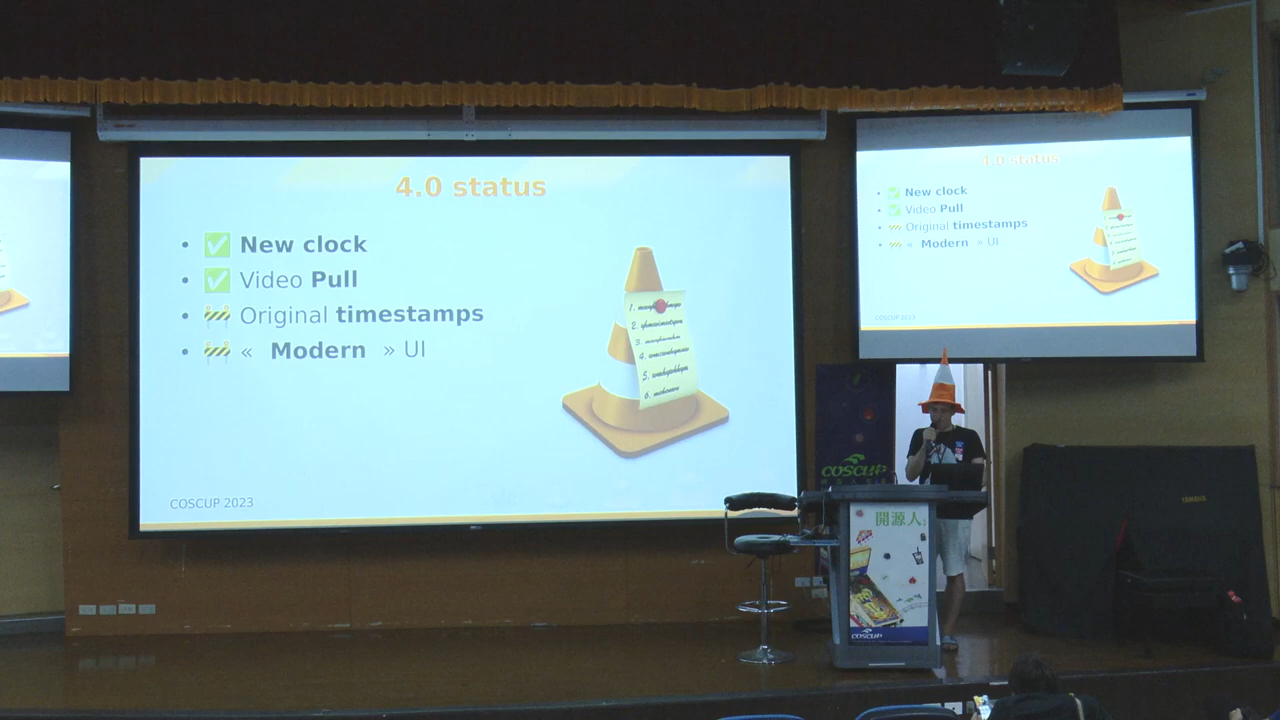 4.0 status
• ✅ New clock
• ✅ Video Pull
• 🚧 Original timestamps
• 🚧 « Modern » UI
COSCUP 2023
4.0 status
• ✅ New clock
• ✅ Video Pull
• 🚧 Original timestamps
• 🚧 « Modern » UI
COSCUP 2023
COSCUP
開源人
COSCUP
YAMAHA